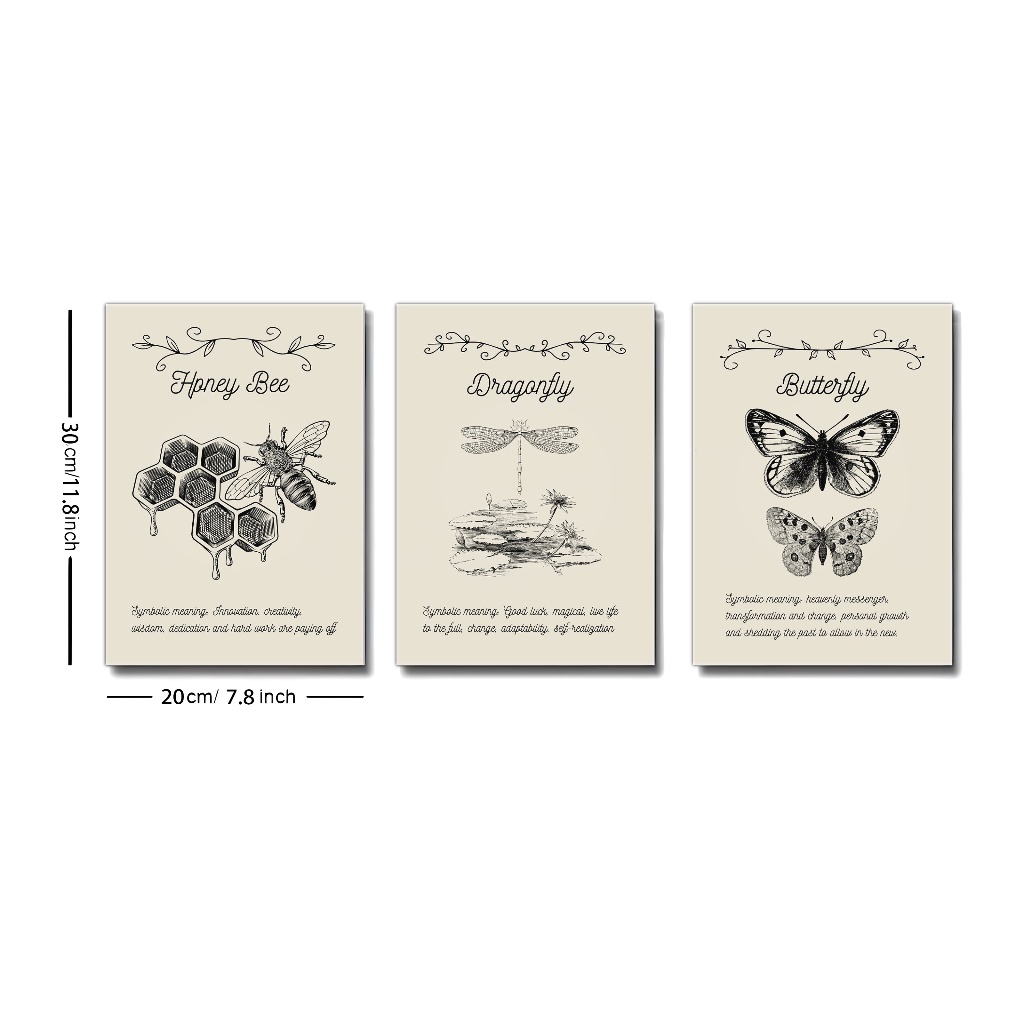 Honey Bee
Symbolic meaning: Innovation, creativity,
wisdom, dedication and hard work are paying off
Dragonfly
Symbolic meaning: Good luck, magical, live life
to the full, change, adaptability, self-realization
Butterfly
Symbolic meaning: heavenly messenger,
transformation and change, personal growth
and shedding the past to allow in the new.
30cm/11.8inch
20cm/ 7.8 inch